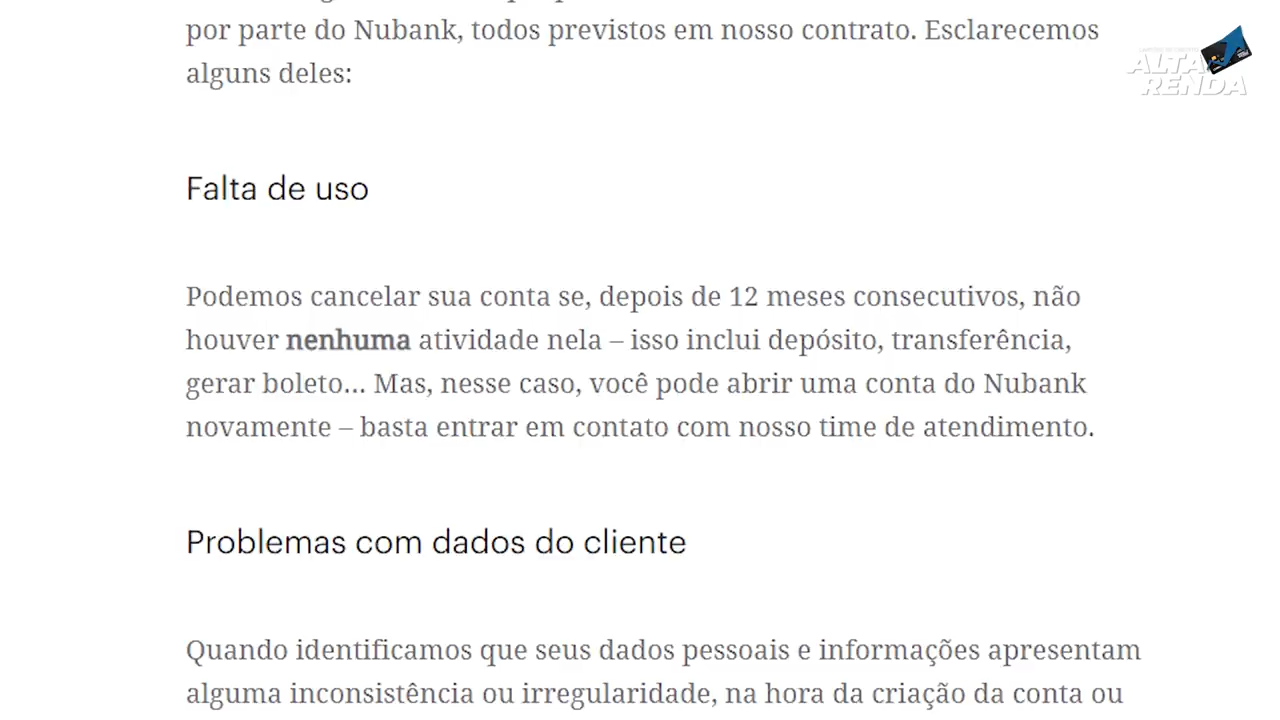 por parte do Nubank, todos previstos em nosso contrato. Esclarecemos
alguns deles:
ALTA
RENDA
Falta de uso
Podemos cancelar sua conta se, depois de 12 meses consecutivos, não
houver nenhuma atividade nela – isso inclui depósito, transferência,
gerar boleto... Mas, nesse caso, você pode abrir uma conta do Nubank
novamente – basta entrar em contato com nosso time de atendimento.
Problemas com dados do cliente
Quando identificamos que seus dados pessoais e informações apresentam
alguma inconsistência ou irregularidade, na hora da criação da conta ou